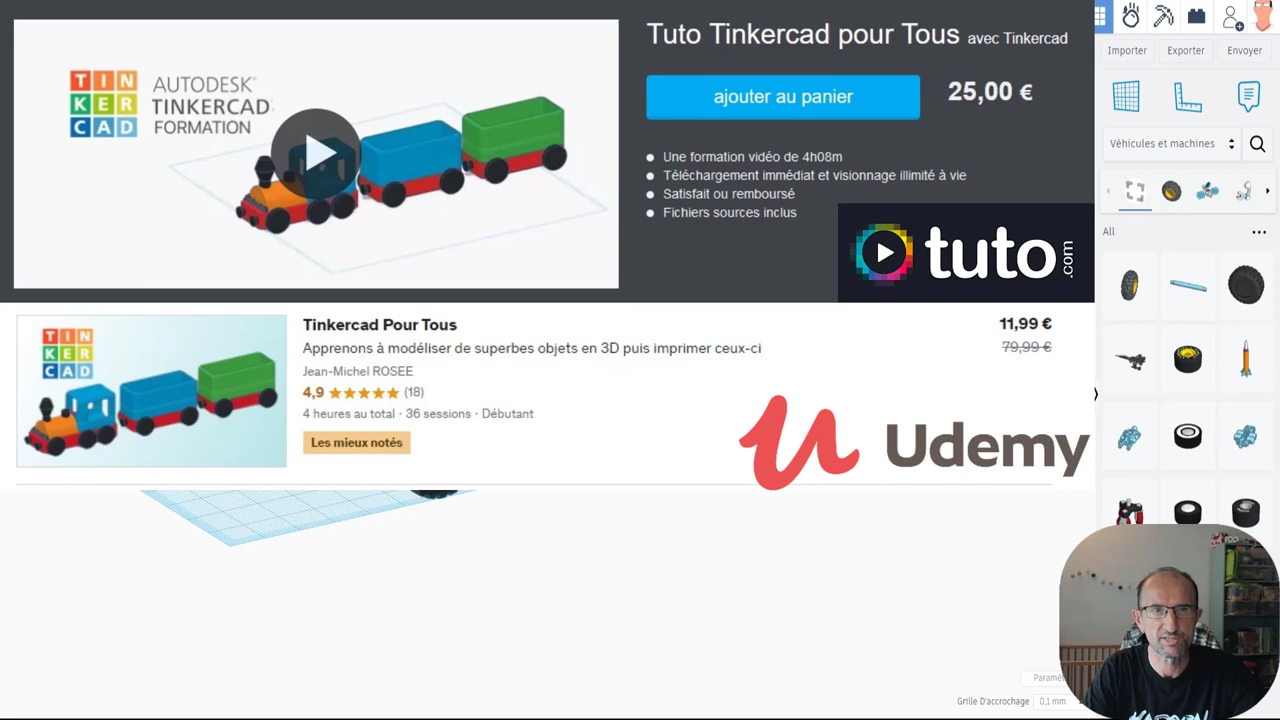 TIN
KER
CAD
AUTODESK®
TINKERCAD
FORMATION
Tuto Tinkercad pour Tous avec Tinkercad
ajouter au panier
25,00 €
Une formation vidéo de 4h08m
Téléchargement immédiat et visionnage illimité à vie
Satisfait ou remboursé
Fichiers sources inclus
tuto.com
Importer
Exporter
Envoyer
Véhicules et machines
All
TIN
KER
CAD
Tinkercad Pour Tous
11,99 €
Apprenons à modéliser de superbes objets en 3D puis imprimer ceux-ci
79,99 €
Jean-Michel ROSEE
4,9
(18)
4 heures au total · 36 sessions · Débutant
Les mieux notés
Udemy
Grille D'accrochage
0,1 mm